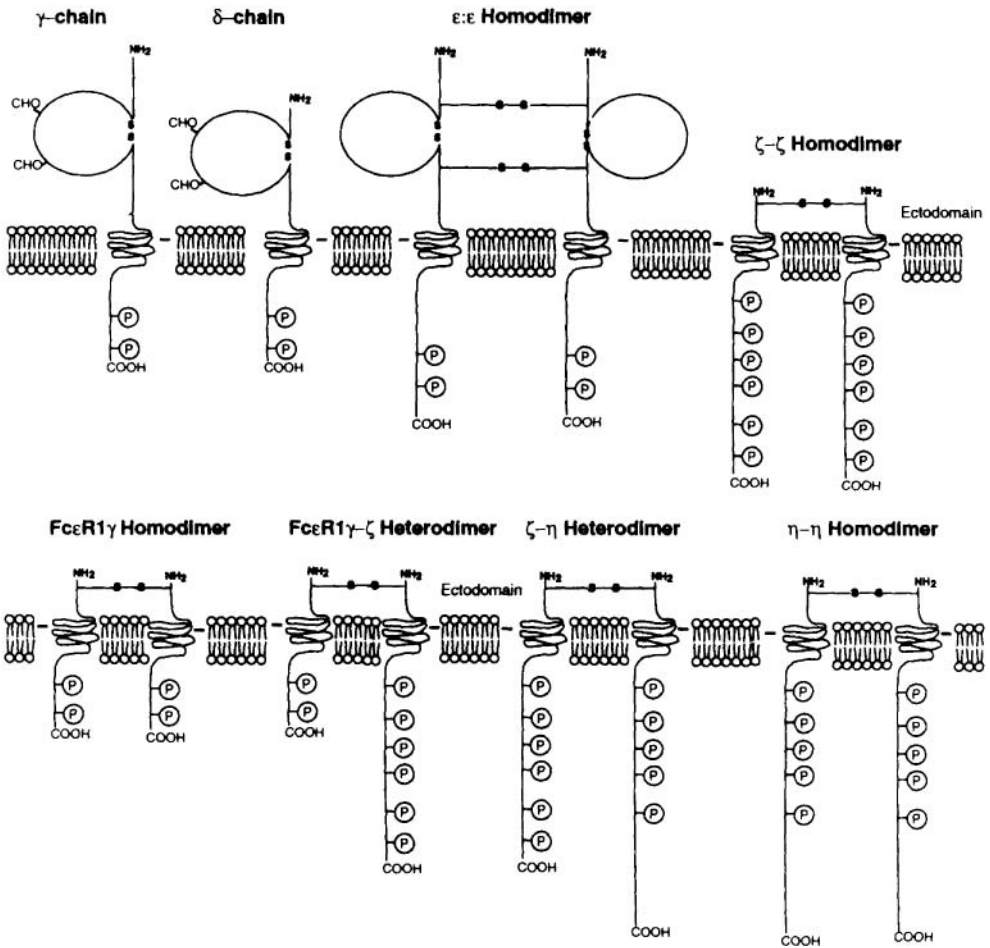 γ–chain
δ–chain
ε:ε Homodimer
NH₂
NH₂
NH₂
NH₂
CHO
CHO
S
S
CHO
CHO
S
S
S
S
S
S
S
S
S
S
ζ–ζ Homodimer
NH₂
NH₂
S
S
Ectodomain
P
P
COOH
P
P
COOH
P
P
COOH
P
P
COOH
P
P
P
P
P
P
COOH
P
P
P
P
P
P
COOH
FcεR1γ Homodimer
FcεR1γ–ζ Heterodimer
ζ–η Heterodimer
η–η Homodimer
NH₂
NH₂
S
S
NH₂
NH₂
S
S
Ectodomain
NH₂
NH₂
S
S
NH₂
NH₂
S
S
P
P
COOH
P
P
COOH
P
P
COOH
P
P
P
P
P
P
COOH
P
P
P
P
P
P
COOH
P
P
P
P
P
COOH
P
P
P
P
P
COOH
P
P
P
P
P
COOH